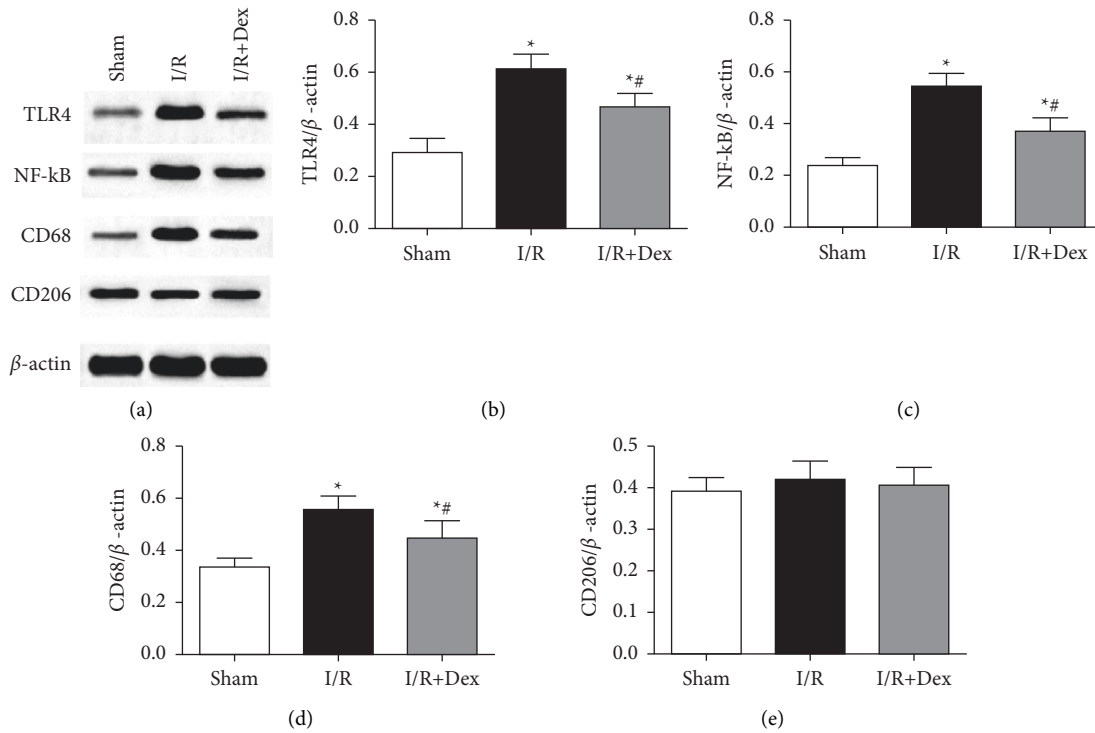 Sham I/R I/R+Dex
TLR4
NF-kB
CD68
CD206
β-actin
(a)
TLR4/β -actin
0.8
0.6
0.4
0.2
0.0
*
*#
Sham I/R I/R+Dex
(b)
NF-kB/β -actin
0.8
0.6
0.4
0.2
0.0
*
*#
Sham I/R I/R+Dex
(c)
CD68/β -actin
0.8
0.6
0.4
0.2
0.0
*
*#
Sham I/R I/R+Dex
(d)
CD206/β -actin
0.5
0.4
0.3
0.2
0.1
0.0
Sham I/R I/R+Dex
(e)